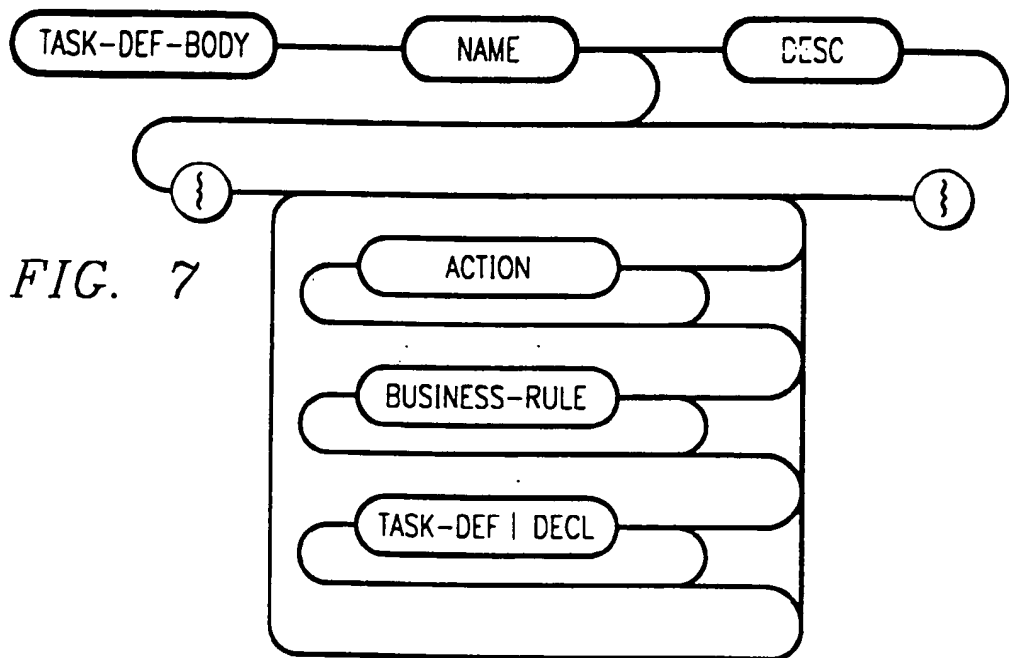 TASK-DEF-BODY NAME DESC
{ }
FIG. 7
ACTION
BUSINESS-RULE
TASK-DEF | DECL